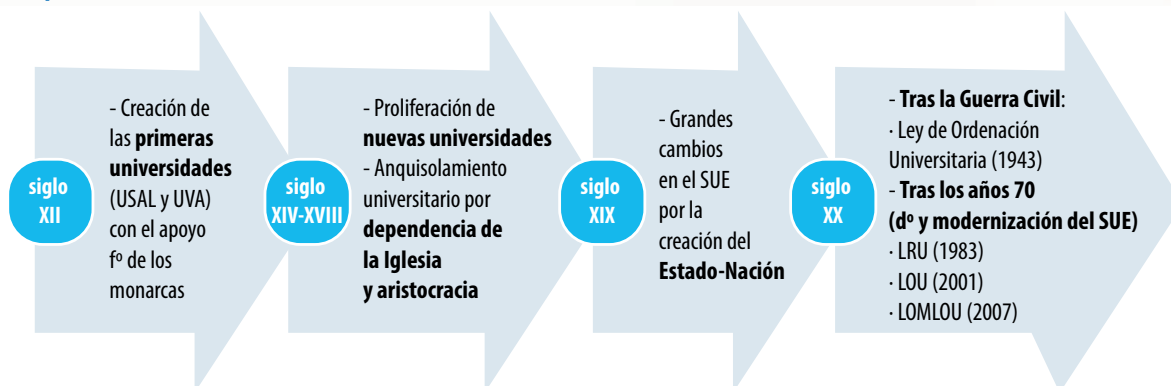 siglo
XII
- Creación de
las primeras
universidades
(USAL y UVA)
con el apoyo
fº de los
monarcas
siglo
XIV-XVIII
- Proliferación de
nuevas universidades
- Anquisolamiento
universitario por
dependencia de
la Iglesia
y aristocracia
siglo
XIX
- Grandes
cambios
en el SUE
por la
creación del
Estado-Nación
siglo
XX
- Tras la Guerra Civil:
· Ley de Ordenación
Universitaria (1943)
- Tras los años 70
(dº y modernización del SUE)
· LRU (1983)
· LOU (2001)
· LOMLOU (2007)